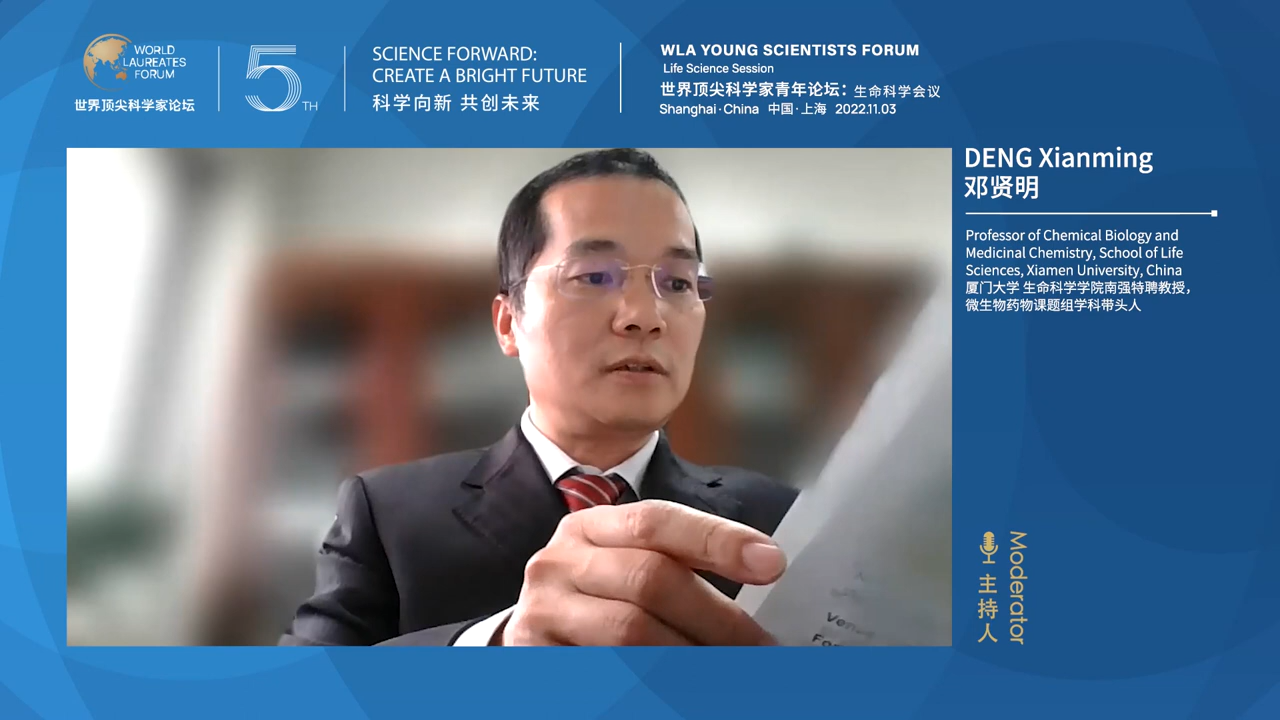 WORLD
LAUREATES
FORUM
世界顶尖科学家论坛
5TH
SCIENCE FORWARD:
CREATE A BRIGHT FUTURE
科学向新 共创未来
WLA YOUNG SCIENTISTS FORUM
Life Science Session
世界顶尖科学家青年论坛：生命科学会议
Shanghai·China 中国·上海 2022.11.03
DENG Xianming
邓贤明
Professor of Chemical Biology and
Medicinal Chemistry, School of Life
Sciences, Xiamen University, China
厦门大学 生命科学学院南强特聘教授，
微生物药物课题组学科带头人
Moderator
主持人